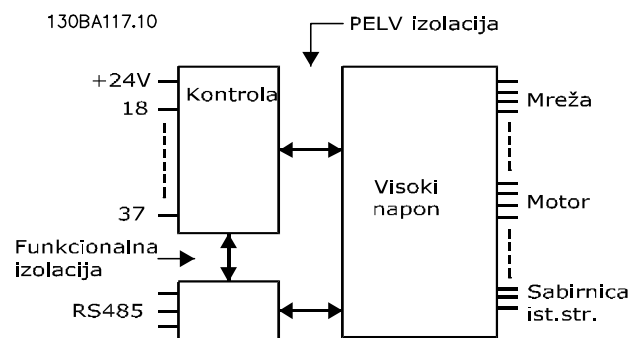 130BA117.10
PELV izolacija
+24V
18
Kontrola
Mreža
Visoki
napon
37
Motor
Funkcionalna
izolacija
RS485
Sabirnica
ist.str.